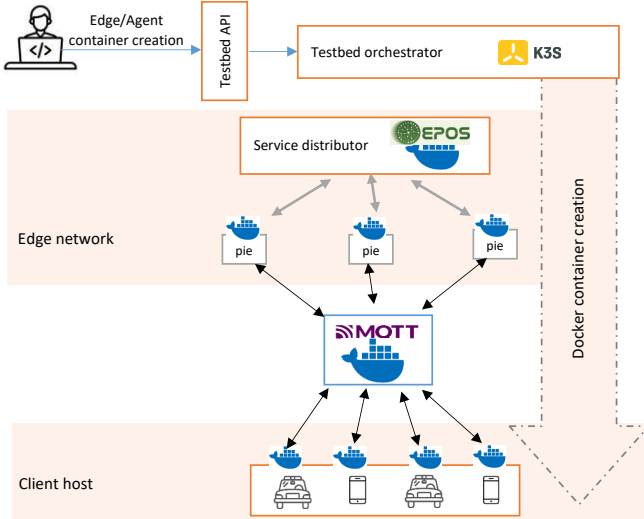 Edge/Agent
container creation
Testbed API
Testbed orchestrator
K3S
</>
EPOS
Service distributor
Edge network
pie
pie
pie
MQTT
Docker container creation
Client host